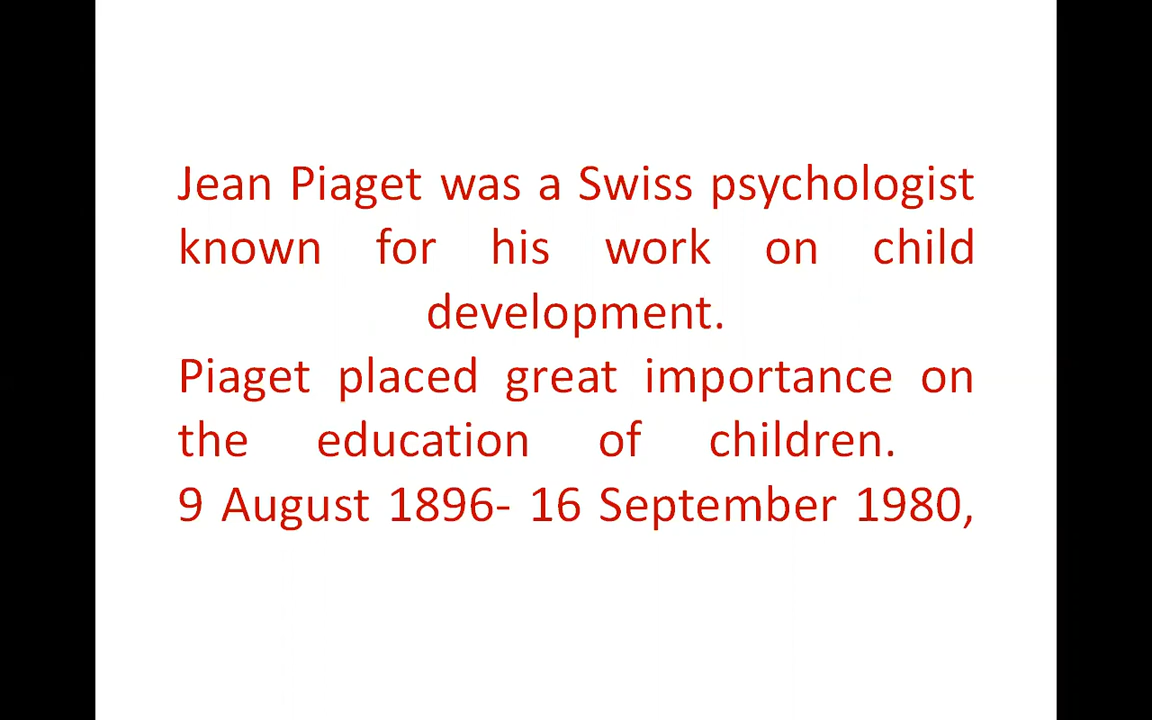 Jean Piaget was a Swiss psychologist
known for his work on child
development.
Piaget placed great importance on
the education of children.
9 August 1896- 16 September 1980,